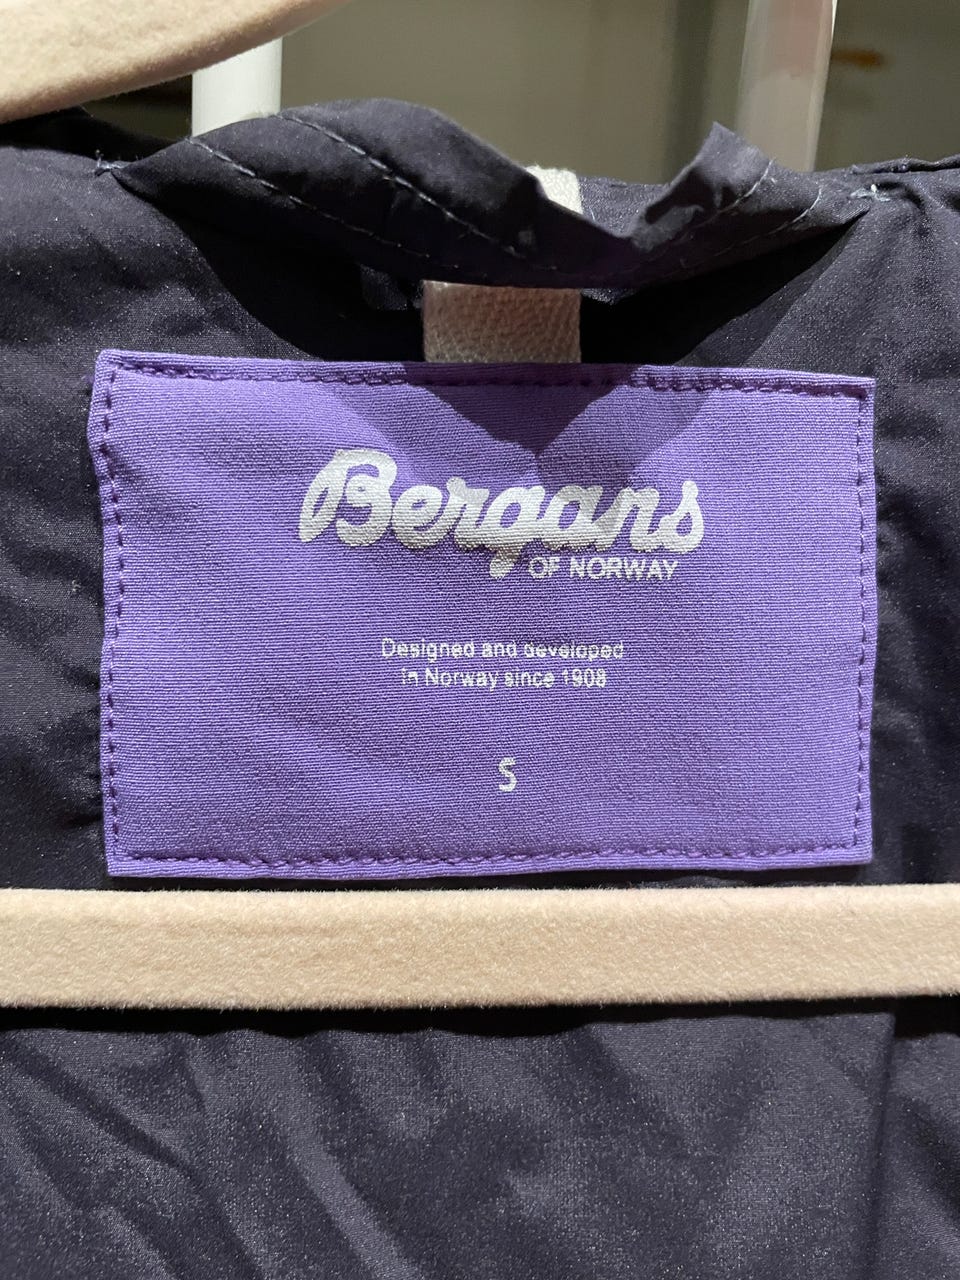 Bergans
OF NORWAY
Designed and developed
in Norway since 1908
S